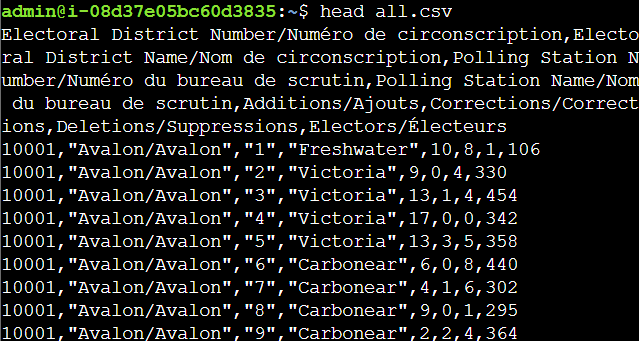 admin@i-08d37e05bc60d3835:~$ head all.csv
Electoral District Number/Numéro de circonscription,Electo
ral District Name/Nom de circonscription,Polling Station N
umber/Numéro du bureau de scrutin,Polling Station Name/Nom
 du bureau de scrutin,Additions/Ajouts,Corrections/Correct
ions,Deletions/Suppressions,Electors/Électeurs
10001,"Avalon/Avalon","1","Freshwater",10,8,1,106
10001,"Avalon/Avalon","2","Victoria",9,0,4,330
10001,"Avalon/Avalon","3","Victoria",13,1,4,454
10001,"Avalon/Avalon","4","Victoria",17,0,0,342
10001,"Avalon/Avalon","5","Victoria",13,3,5,358
10001,"Avalon/Avalon","6","Carbonear",6,0,8,440
10001,"Avalon/Avalon","7","Carbonear",4,1,6,302
10001,"Avalon/Avalon","8","Carbonear",9,0,1,295
10001,"Avalon/Avalon","9","Carbonear",2,2,4,364